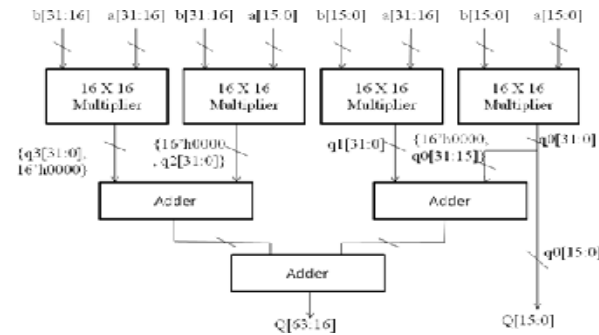 b[31:16] a[31:16] b[31:16] a[15:0] b[15:0] a[31:16] b[15:0] a[15:0]
16 X 16 Multiplier
16 X 16 Multiplier
16 X 16 Multiplier
16 X 16 Multiplier
{q3[31:0],
16'h0000}
{16'h0000
, q2[31:0]}
q1[31:0]
{16'h0000,
q0[31:15]}
q0[31:0]
Adder
Adder
Adder
q0[15:0]
Q[63:16]
Q[15:0]